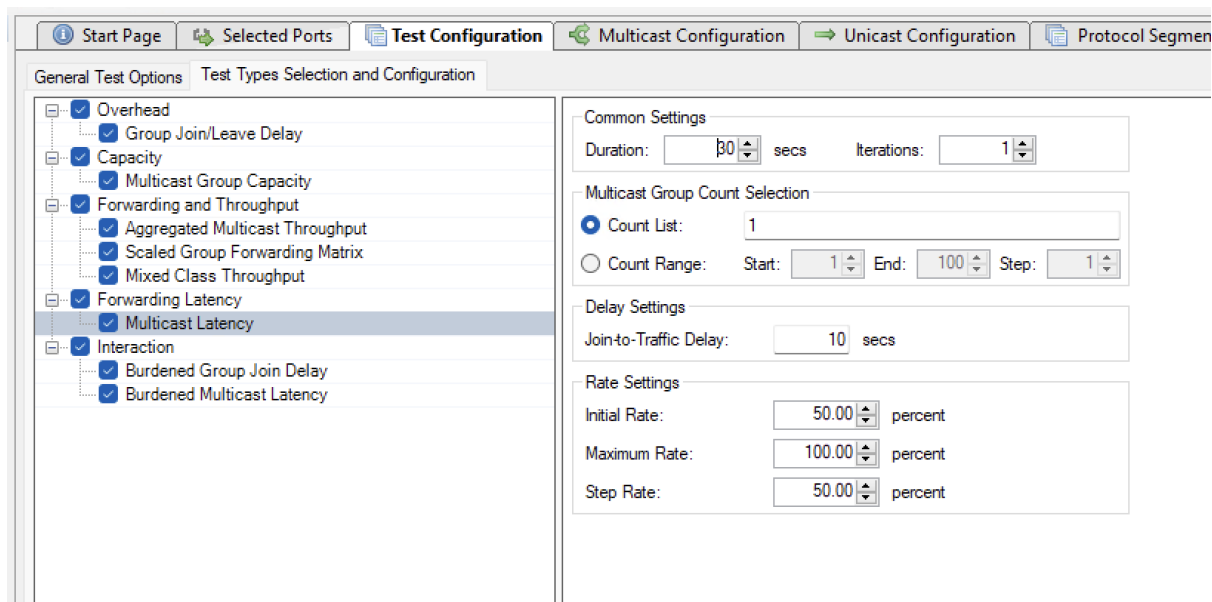 Start Page Selected Ports Test Configuration Multicast Configuration Unicast Configuration Protocol Segmen
General Test Options Test Types Selection and Configuration
Overhead
Group Join/Leave Delay
Capacity
Multicast Group Capacity
Forwarding and Throughput
Aggregated Multicast Throughput
Scaled Group Forwarding Matrix
Mixed Class Throughput
Forwarding Latency
Multicast Latency
Interaction
Burdened Group Join Delay
Burdened Multicast Latency
Common Settings
Duration: 30 secs Iterations: 1
Multicast Group Count Selection
Count List: 1
Count Range: Start: 1 End: 100 Step: 1
Delay Settings
Join-to-Traffic Delay: 10 secs
Rate Settings
Initial Rate: 50.00 percent
Maximum Rate: 100.00 percent
Step Rate: 50.00 percent